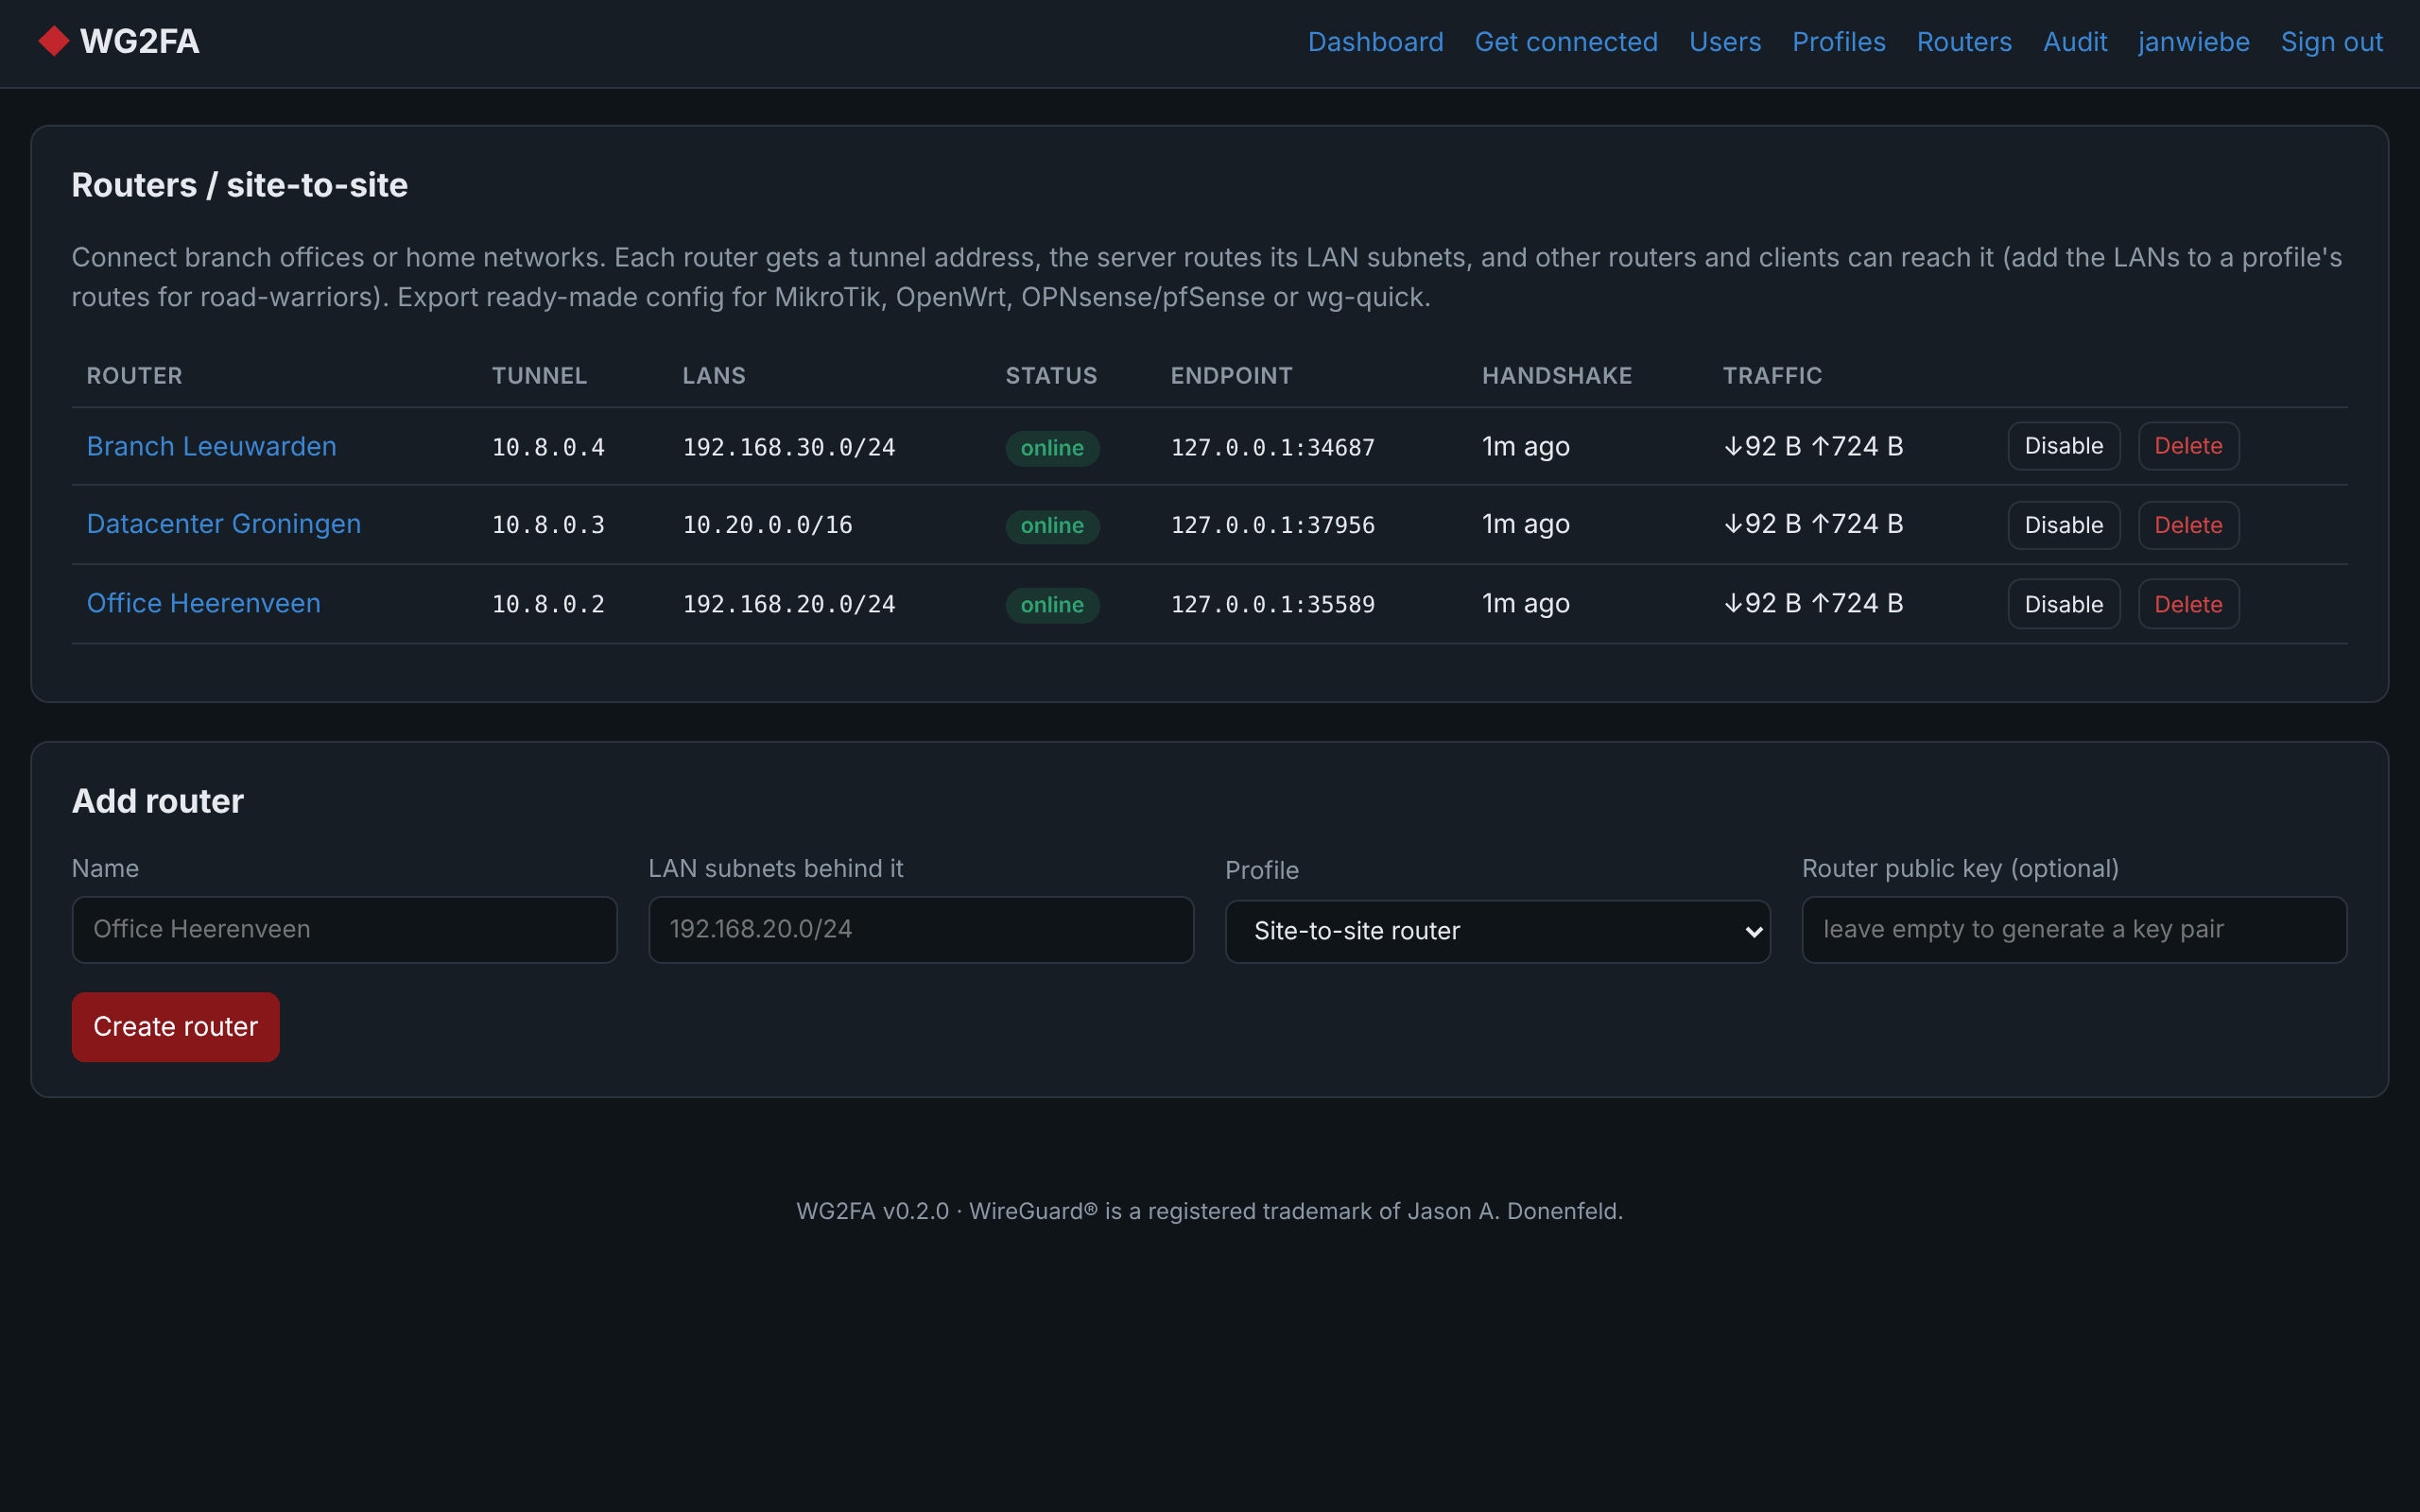 WG2FA
Dashboard Get connected Users Profiles Routers Audit janwiebe Sign out
Routers / site-to-site
Connect branch offices or home networks. Each router gets a tunnel address, the server routes its LAN subnets, and other routers and clients can reach it (add the LANs to a profile's
routes for road-warriors). Export ready-made config for MikroTik, OpenWrt, OPNsense/pfSense or wg-quick.
ROUTER TUNNEL LANS STATUS ENDPOINT HANDSHAKE TRAFFIC
Branch Leeuwarden 10.8.0.4 192.168.30.0/24 online 127.0.0.1:34687 1m ago ↓92 B ↑724 B Disable Delete
Datacenter Groningen 10.8.0.3 10.20.0.0/16 online 127.0.0.1:37956 1m ago ↓92 B ↑724 B Disable Delete
Office Heerenveen 10.8.0.2 192.168.20.0/24 online 127.0.0.1:35589 1m ago ↓92 B ↑724 B Disable Delete
Add router
Name LAN subnets behind it Profile Router public key (optional)
Office Heerenveen 192.168.20.0/24 Site-to-site router leave empty to generate a key pair
Create router
WG2FA v0.2.0 · WireGuard® is a registered trademark of Jason A. Donenfeld.